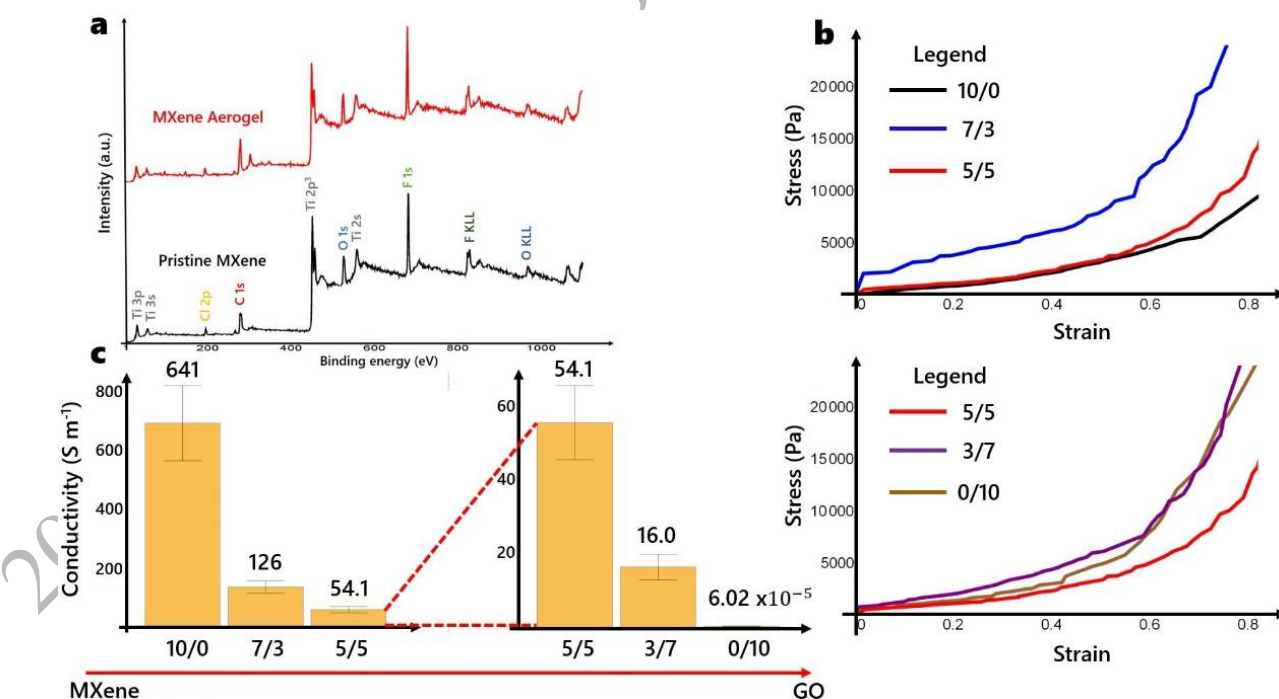 a
MXene Aerogel
Intensity (a.u.)
Pristine MXene
Ti 3p
Ti 3s
Cl 2p
C 1s
Ti 2p³
O 1s
Ti 2s
F 1s
F KLL
O KLL
200
400
600
800
1000
Binding energy (eV)
b
Legend
10/0
7/3
5/5
Stress (Pa)
20000
15000
10000
5000
0
0.2
0.4
0.6
0.8
Strain
Legend
5/5
3/7
0/10
Stress (Pa)
20000
15000
10000
5000
0
0.2
0.4
0.6
0.8
Strain
c
Conductivity (S m⁻¹)
800
600
400
200
641
126
54.1
10/0
7/3
5/5
60
40
20
54.1
16.0
6.02 x10⁻⁵
5/5
3/7
0/10
MXene
GO